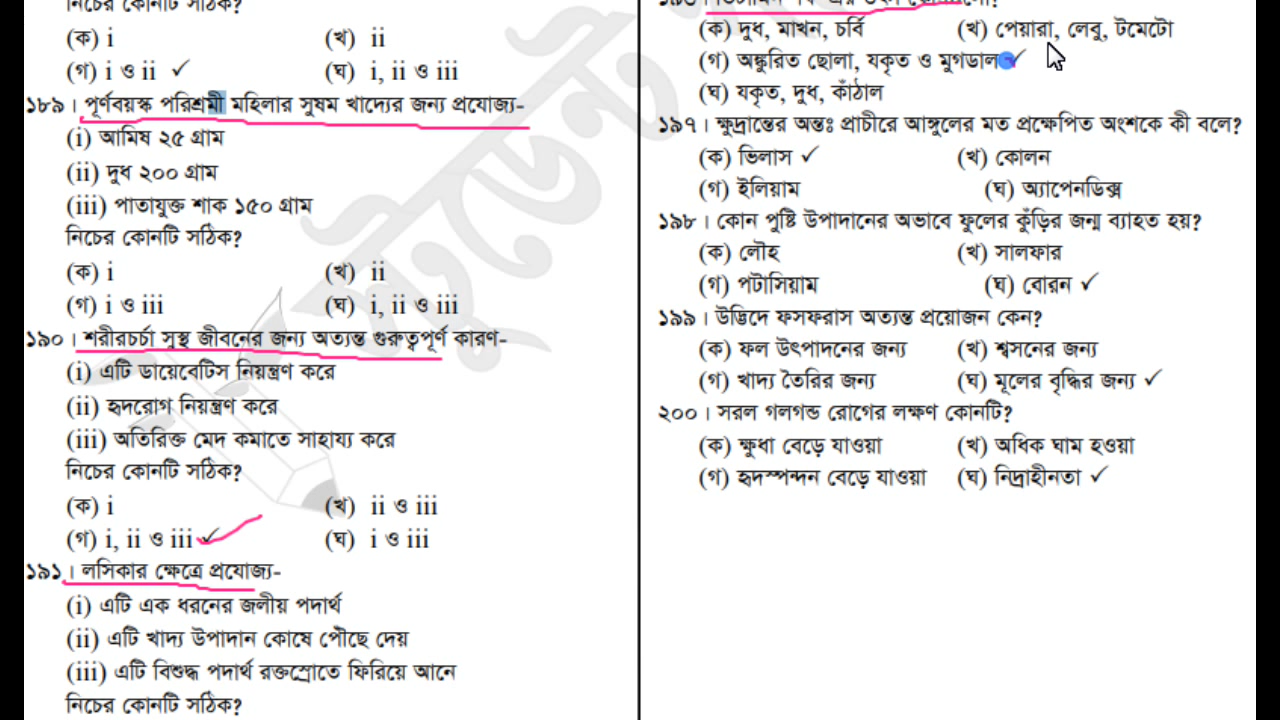 নিচের কোনটি সঠিক?
(ক) i (খ) ii
(গ) i ও ii ✓ (ঘ) i, ii ও iii
১৮৯। পূর্ণবয়স্ক পরিশ্রমী মহিলার সুষম খাদ্যের জন্য প্রযোজ্য-
(i) আমিষ ২৫ গ্রাম
(ii) দুধ ২০০ গ্রাম
(iii) পাতাযুক্ত শাক ১৫০ গ্রাম
নিচের কোনটি সঠিক?
(ক) i (খ) ii
(গ) i ও iii (ঘ) i, ii ও iii
১৯০। শরীরচর্চা সুস্থ জীবনের জন্য অত্যন্ত গুরুত্বপূর্ণ কারণ-
(i) এটি ডায়েবেটিস নিয়ন্ত্রণ করে
(ii) হৃদরোগ নিয়ন্ত্রণ করে
(iii) অতিরিক্ত মেদ কমাতে সাহায্য করে
নিচের কোনটি সঠিক?
(ক) i (খ) ii ও iii
(গ) i, ii ও iii ✓ (ঘ) i ও iii
১৯১। লসিকার ক্ষেত্রে প্রযোজ্য-
(i) এটি এক ধরনের জলীয় পদার্থ
(ii) এটি খাদ্য উপাদান কোষে পৌঁছে দেয়
(iii) এটি বিশুদ্ধ পদার্থ রক্তস্রোতে ফিরিয়ে আনে
নিচের কোনটি সঠিক?
(ক) দুধ, মাখন, চর্বি (খ) পেয়ারা, লেবু, টমেটো
(গ) অঙ্কুরিত ছোলা, যকৃত ও মুগডাল ✓
(ঘ) যকৃত, দুধ, কাঁঠাল
১৯৭। ক্ষুদ্রান্তের অন্তঃ প্রাচীরে আঙ্গুলের মত প্রক্ষেপিত অংশকে কী বলে?
(ক) ভিলাস ✓ (খ) কোলন
(গ) ইলিয়াম (ঘ) অ্যাপেনডিক্স
১৯৮। কোন পুষ্টি উপাদানের অভাবে ফুলের কুঁড়ির জন্ম ব্যাহত হয়?
(ক) লৌহ (খ) সালফার
(গ) পটাসিয়াম (ঘ) বোরন ✓
১৯৯। উদ্ভিদে ফসফরাস অত্যন্ত প্রয়োজন কেন?
(ক) ফল উৎপাদনের জন্য (খ) শ্বসনের জন্য
(গ) খাদ্য তৈরির জন্য (ঘ) মূলের বৃদ্ধির জন্য ✓
২০০। সরল গলগন্ড রোগের লক্ষণ কোনটি?
(ক) ক্ষুধা বেড়ে যাওয়া (খ) অধিক ঘাম হওয়া
(গ) হৃদস্পন্দন বেড়ে যাওয়া (ঘ) নিদ্রাহীনতা ✓